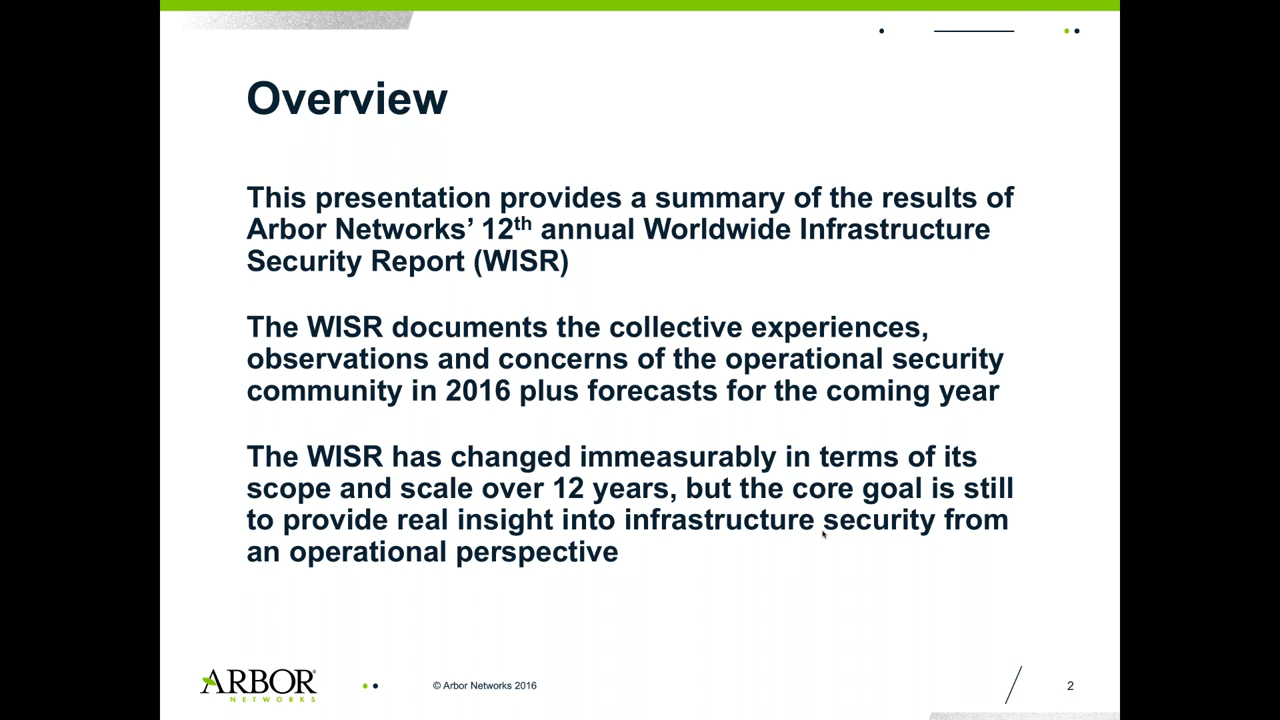 Overview
This presentation provides a summary of the results of
Arbor Networks’ 12th annual Worldwide Infrastructure
Security Report (WISR)
The WISR documents the collective experiences,
observations and concerns of the operational security
community in 2016 plus forecasts for the coming year
The WISR has changed immeasurably in terms of its
scope and scale over 12 years, but the core goal is still
to provide real insight into infrastructure security from
an operational perspective
ARBOR®
NETWORKS
© Arbor Networks 2016
2